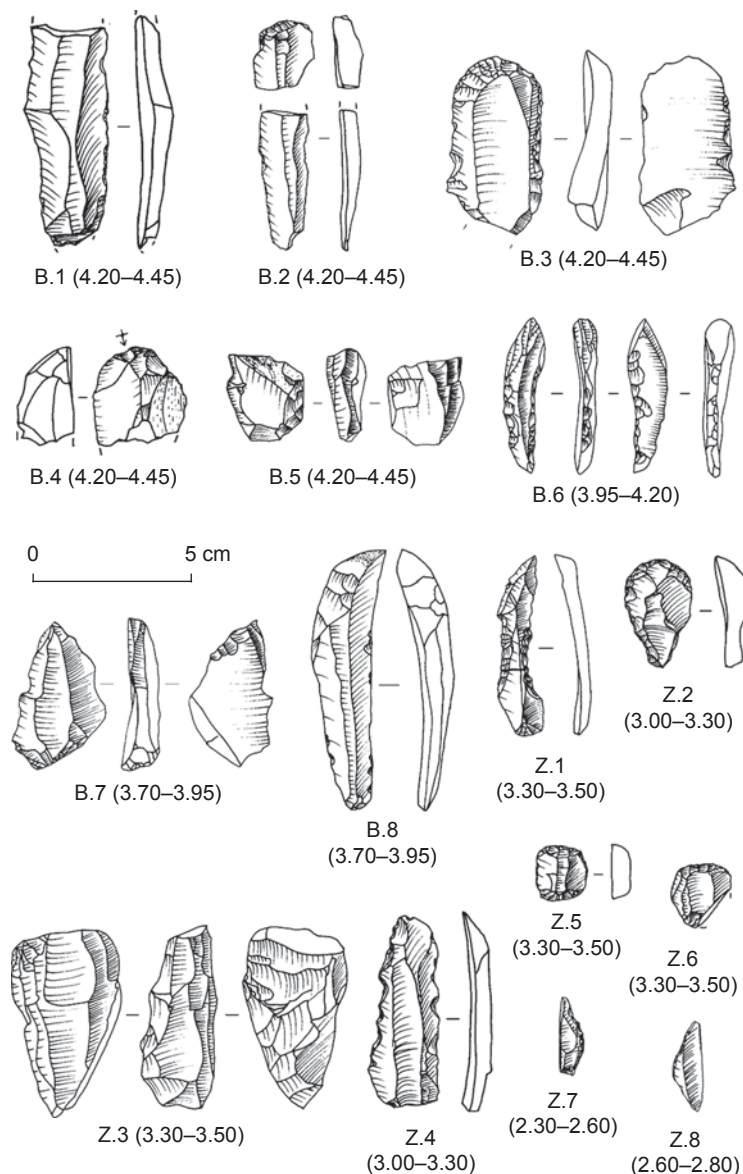 B.1 (4.20–4.45)
B.2 (4.20–4.45)
B.3 (4.20–4.45)
B.4 (4.20–4.45)
B.5 (4.20–4.45)
B.6 (3.95–4.20)
0 5 cm
B.7 (3.70–3.95)
B.8
(3.70–3.95)
Z.1
(3.30–3.50)
Z.2
(3.00–3.30)
Z.3 (3.30–3.50)
Z.4
(3.00–3.30)
Z.5
(3.30–3.50)
Z.6
(3.30–3.50)
Z.7
(2.30–2.60)
Z.8
(2.60–2.80)